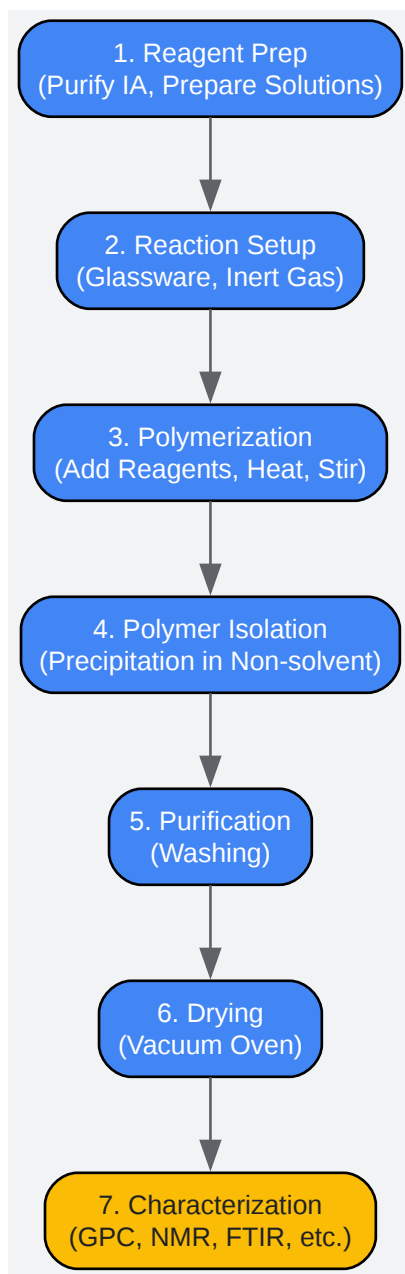 1. Reagent Prep
(Purify IA, Prepare Solutions)
2. Reaction Setup
(Glassware, Inert Gas)
3. Polymerization
(Add Reagents, Heat, Stir)
4. Polymer Isolation
(Precipitation in Non-solvent)
5. Purification
(Washing)
6. Drying
(Vacuum Oven)
7. Characterization
(GPC, NMR, FTIR, etc.)